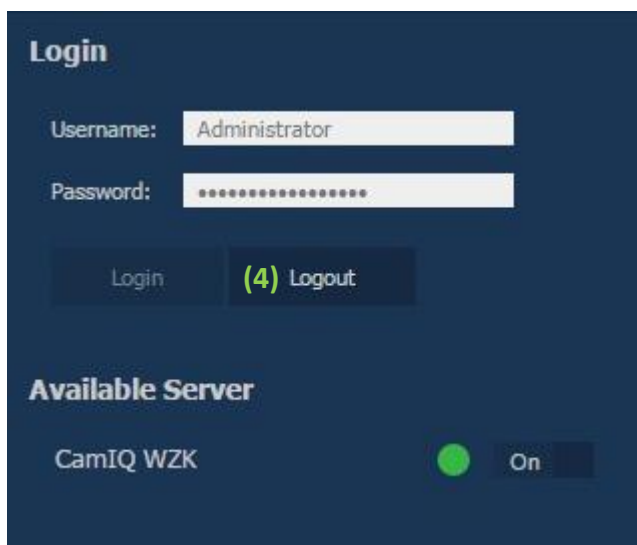 Login
Username: Administrator
Password: •••••••••••••••••
Login (4) Logout
Available Server
CamIQ WZK On